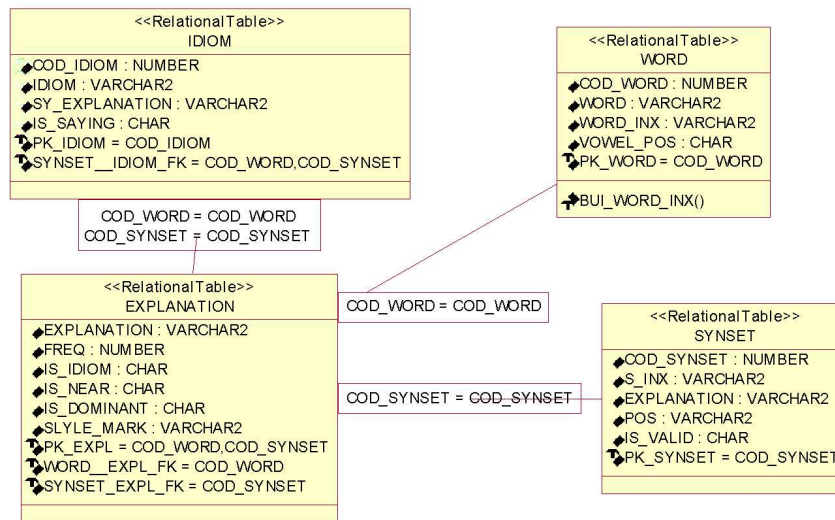 <<RelationalTable>>
IDIOM
COD_IDIOM : NUMBER
IDIOM : VARCHAR2
SY_EXPLANATION : VARCHAR2
IS_SAYING : CHAR
PK_IDIOM = COD_IDIOM
SYNSET__IDIOM_FK = COD_WORD,COD_SYNSET
<<RelationalTable>>
WORD
COD_WORD : NUMBER
WORD : VARCHAR2
WORD_INX : VARCHAR2
VOWEL_POS : CHAR
PK_WORD = COD_WORD
BUI_WORD_INX()
COD_WORD = COD_WORD
COD_SYNSET = COD_SYNSET
<<RelationalTable>>
EXPLANATION
EXPLANATION : VARCHAR2
FREQ : NUMBER
IS_IDIOM : CHAR
IS_NEAR : CHAR
IS_DOMINANT : CHAR
SLYLE_MARK : VARCHAR2
PK_EXPL = COD_WORD,COD_SYNSET
WORD__EXPL_FK = COD_WORD
SYNSET_EXPL_FK = COD_SYNSET
COD_WORD = COD_WORD
COD_SYNSET = COD_SYNSET
<<RelationalTable>>
SYNSET
COD_SYNSET : NUMBER
S_INX : VARCHAR2
EXPLANATION : VARCHAR2
POS : VARCHAR2
IS_VALID : CHAR
PK_SYNSET = COD_SYNSET